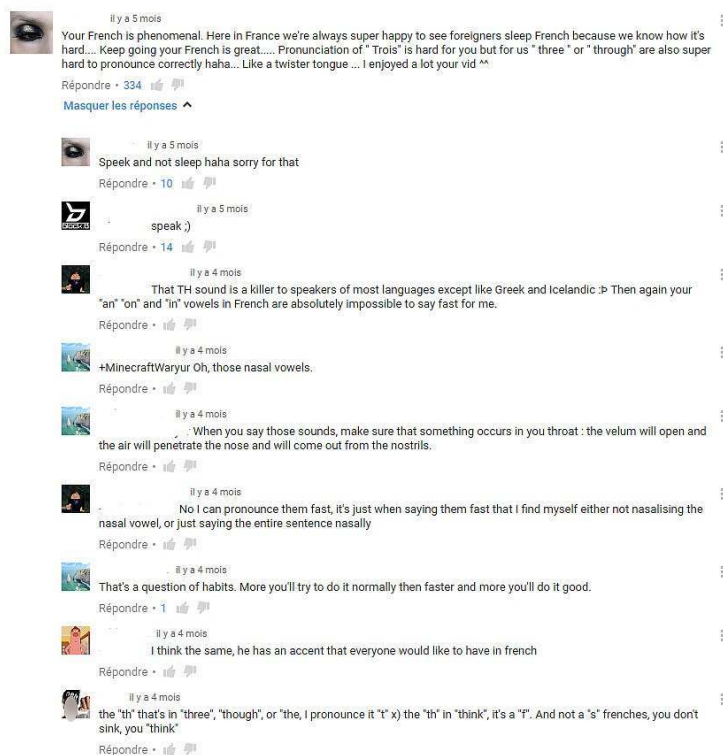 il y a 5 mois
Your French is phenomenal. Here in France we're always super happy to see foreigners sleep French because we know how it's
hard.... Keep going your French is great..... Pronunciation of " Trois" is hard for you but for us " three " or " through" are also super
hard to pronounce correctly haha... Like a twister tongue ... I enjoyed a lot your vid ^^
Répondre • 334
Masquer les réponses
il y a 5 mois
Speek and not sleep haha sorry for that
Répondre • 10
il y a 5 mois
speak ;)
Répondre • 14
il y a 4 mois
That TH sound is a killer to speakers of most languages except like Greek and Icelandic :Þ Then again your
"an" "on" and "in" vowels in French are absolutely impossible to say fast for me.
Répondre •
il y a 4 mois
+MinecraftWaryur Oh, those nasal vowels.
Répondre •
il y a 4 mois
When you say those sounds, make sure that something occurs in you throat : the velum will open and
the air will penetrate the nose and will come out from the nostrils.
Répondre •
il y a 4 mois
No I can pronounce them fast, it's just when saying them fast that I find myself either not nasalising the
nasal vowel, or just saying the entire sentence nasally
Répondre •
il y a 4 mois
That's a question of habits. More you'll try to do it normally then faster and more you'll do it good.
Répondre • 1
il y a 4 mois
I think the same, he has an accent that everyone would like to have in french
Répondre •
il y a 4 mois
the "th" that's in "three", "though", or "the, I pronounce it "t" x) the "th" in "think", it's a "f". And not a "s" frenches, you don't
sink, you "think"
Répondre •